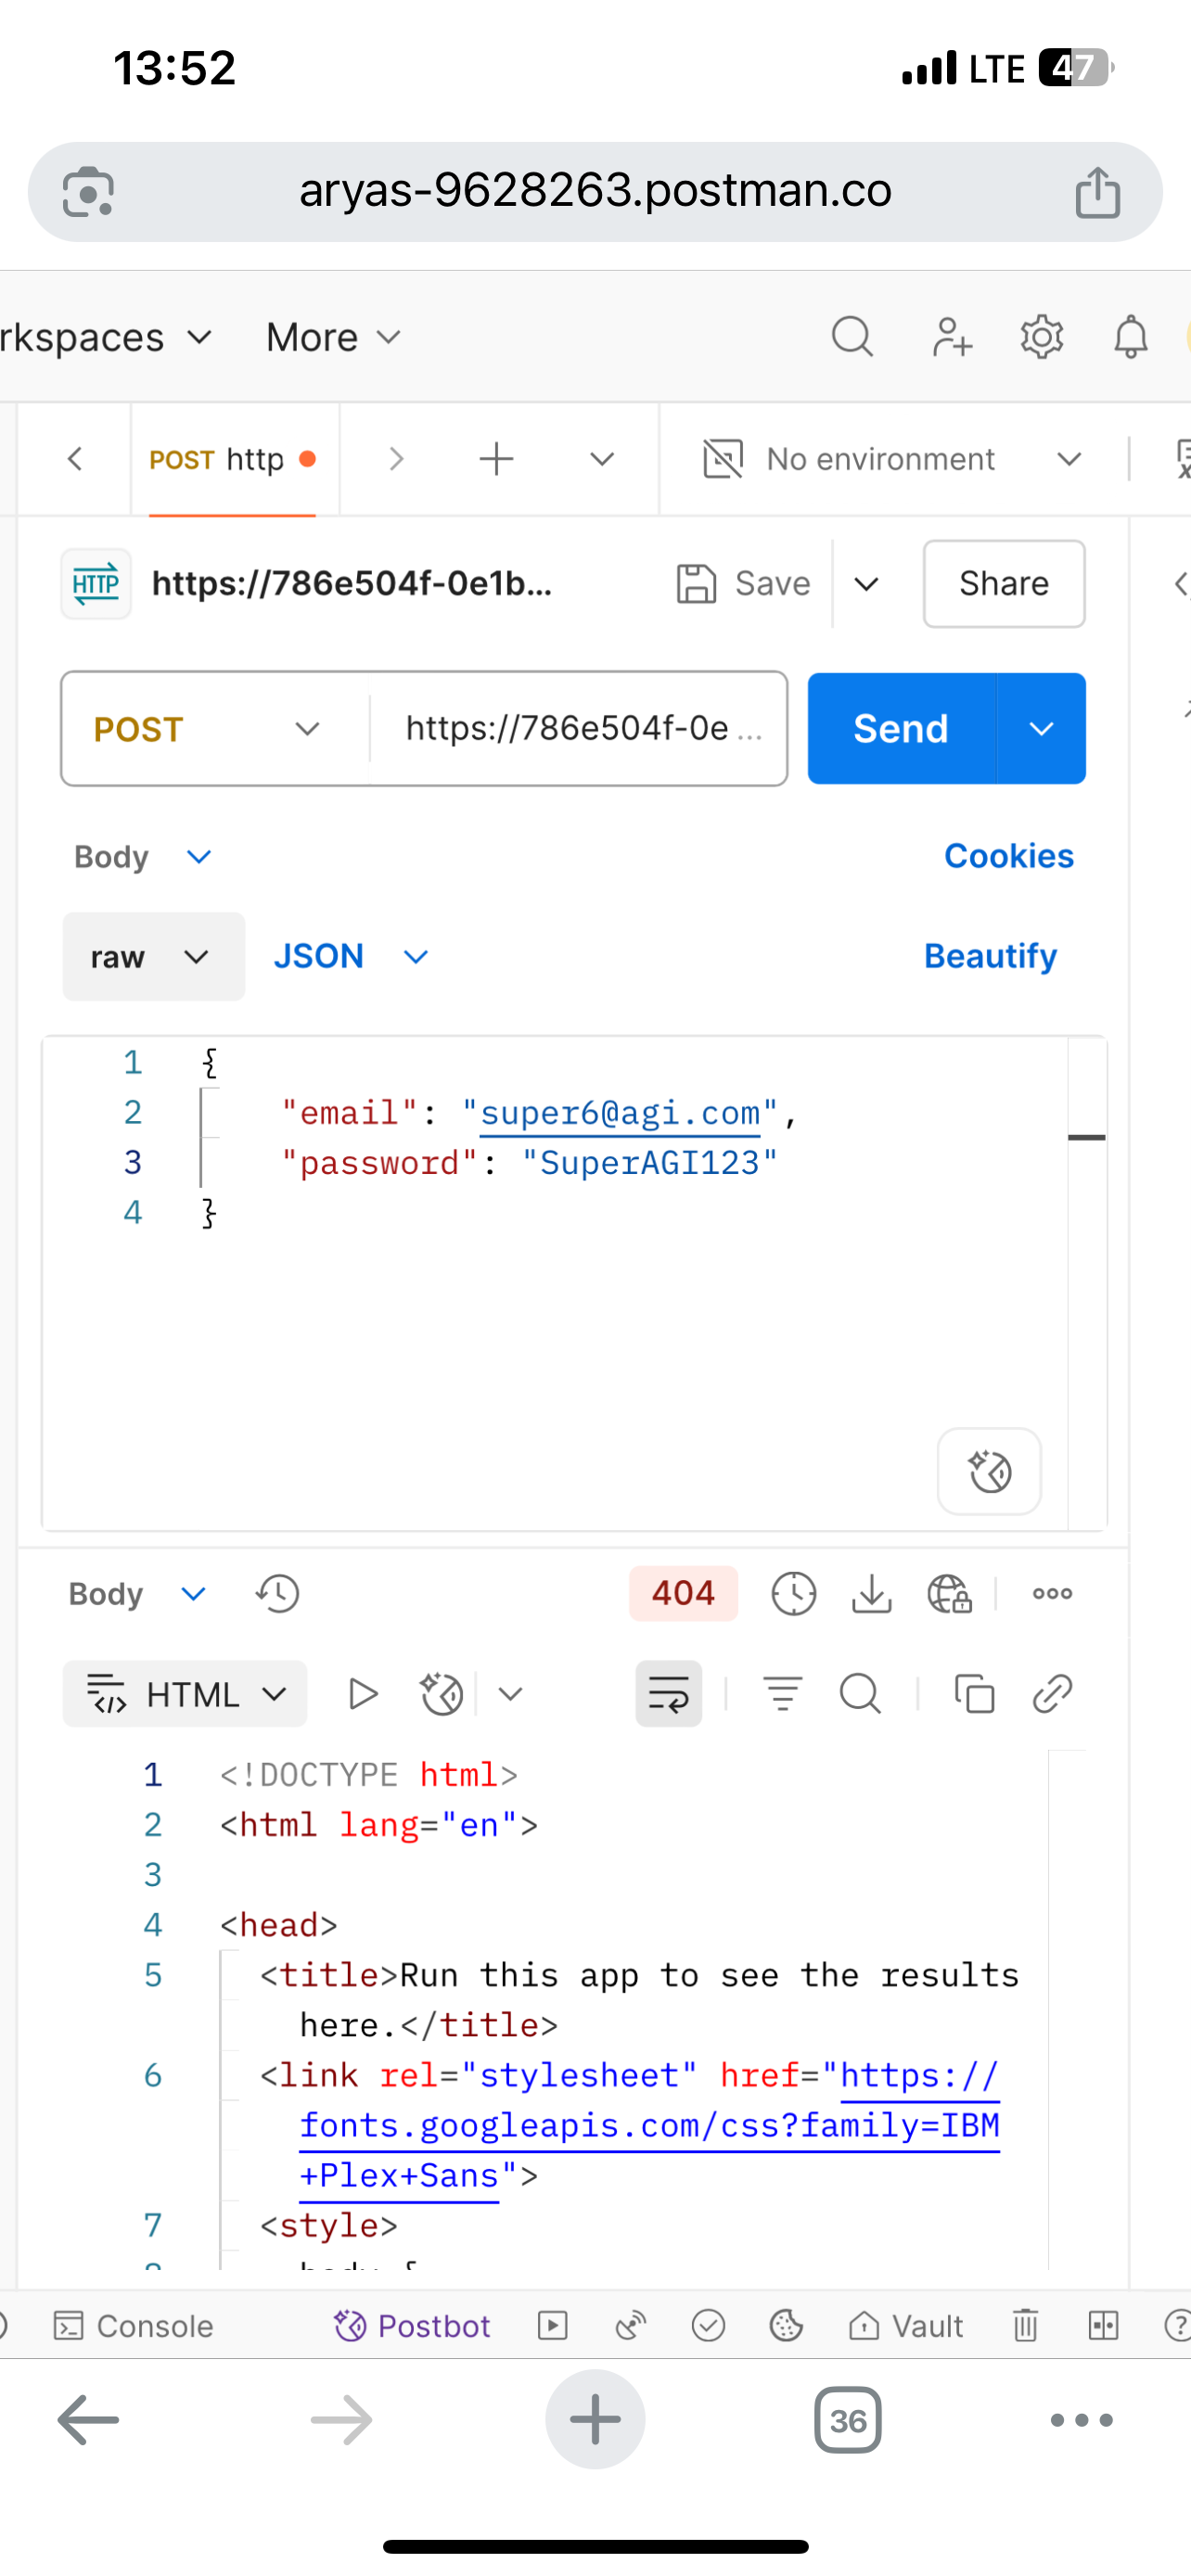 13:52 LTE 47
aryas-9628263.postman.co
rkspaces More
POST http No environment
HTTP https://786e504f-0e1b... Save Share
POST https://786e504f-0e ... Send
Body Cookies
raw JSON Beautify
1 {
2 "email": "super6@agi.com",
3 "password": "SuperAGI123"
4 }
Body 404
HTML
1 <!DOCTYPE html>
2 <html lang="en">
3
4 <head>
5 <title>Run this app to see the results
here.</title>
6 <link rel="stylesheet" href="https://
fonts.googleapis.com/css?family=IBM
+Plex+Sans">
7 <style>
Console Postbot Vault
36